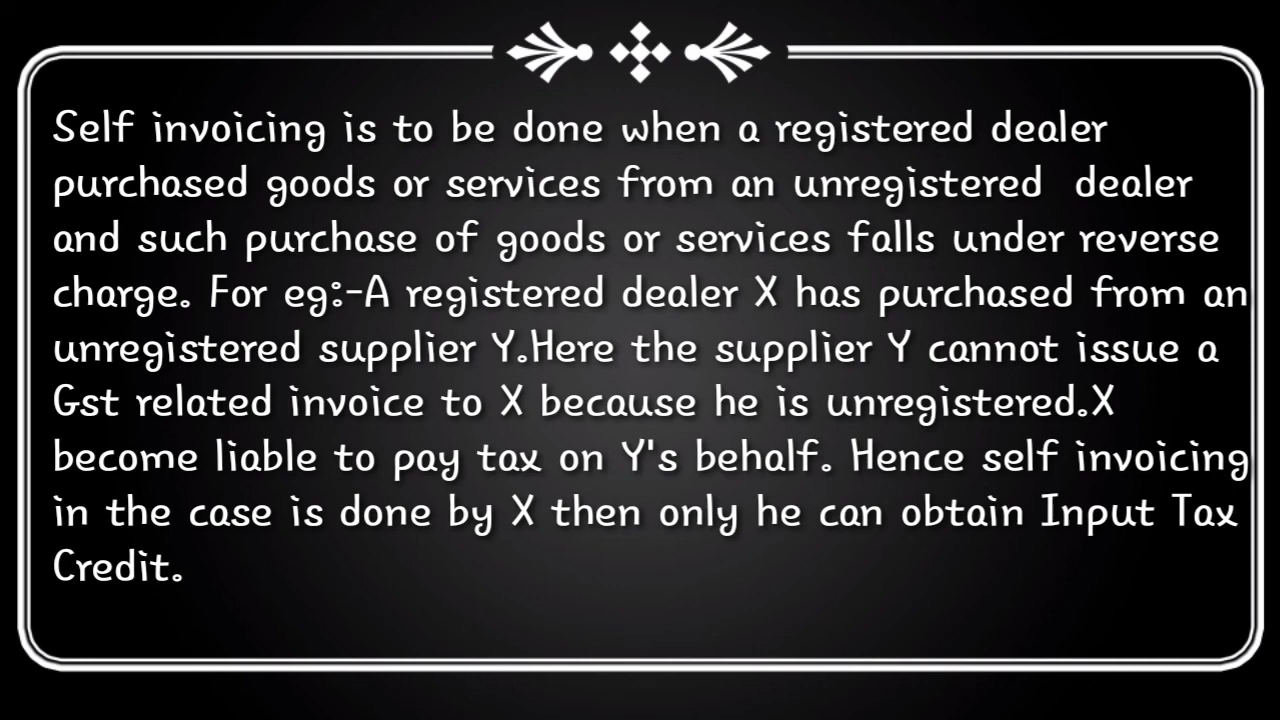 Self invoicing is to be done when a registered dealer
purchased goods or services from an unregistered  dealer
and such purchase of goods or services falls under reverse
charge. For eg:-A registered dealer X has purchased from an
unregistered supplier Y.Here the supplier Y cannot issue a
Gst related invoice to X because he is unregistered.X
become liable to pay tax on Y's behalf. Hence self invoicing
in the case is done by X then only he can obtain Input Tax
Credit.